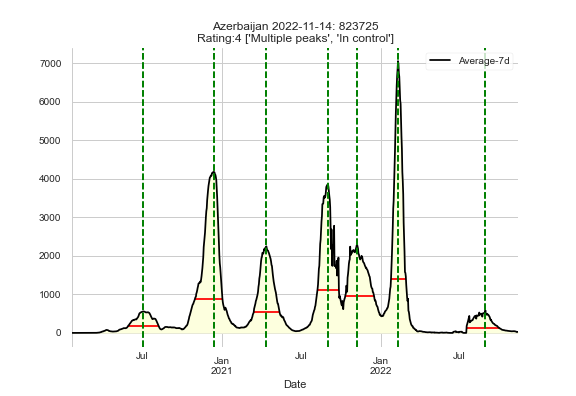 Azerbaijan 2022-11-14: 823725
Rating:4 ['Multiple peaks', 'In control']
Average-7d
7000
6000
5000
4000
3000
2000
1000
0
Jul
Jan
2021
Jul
Jan
2022
Jul
Date